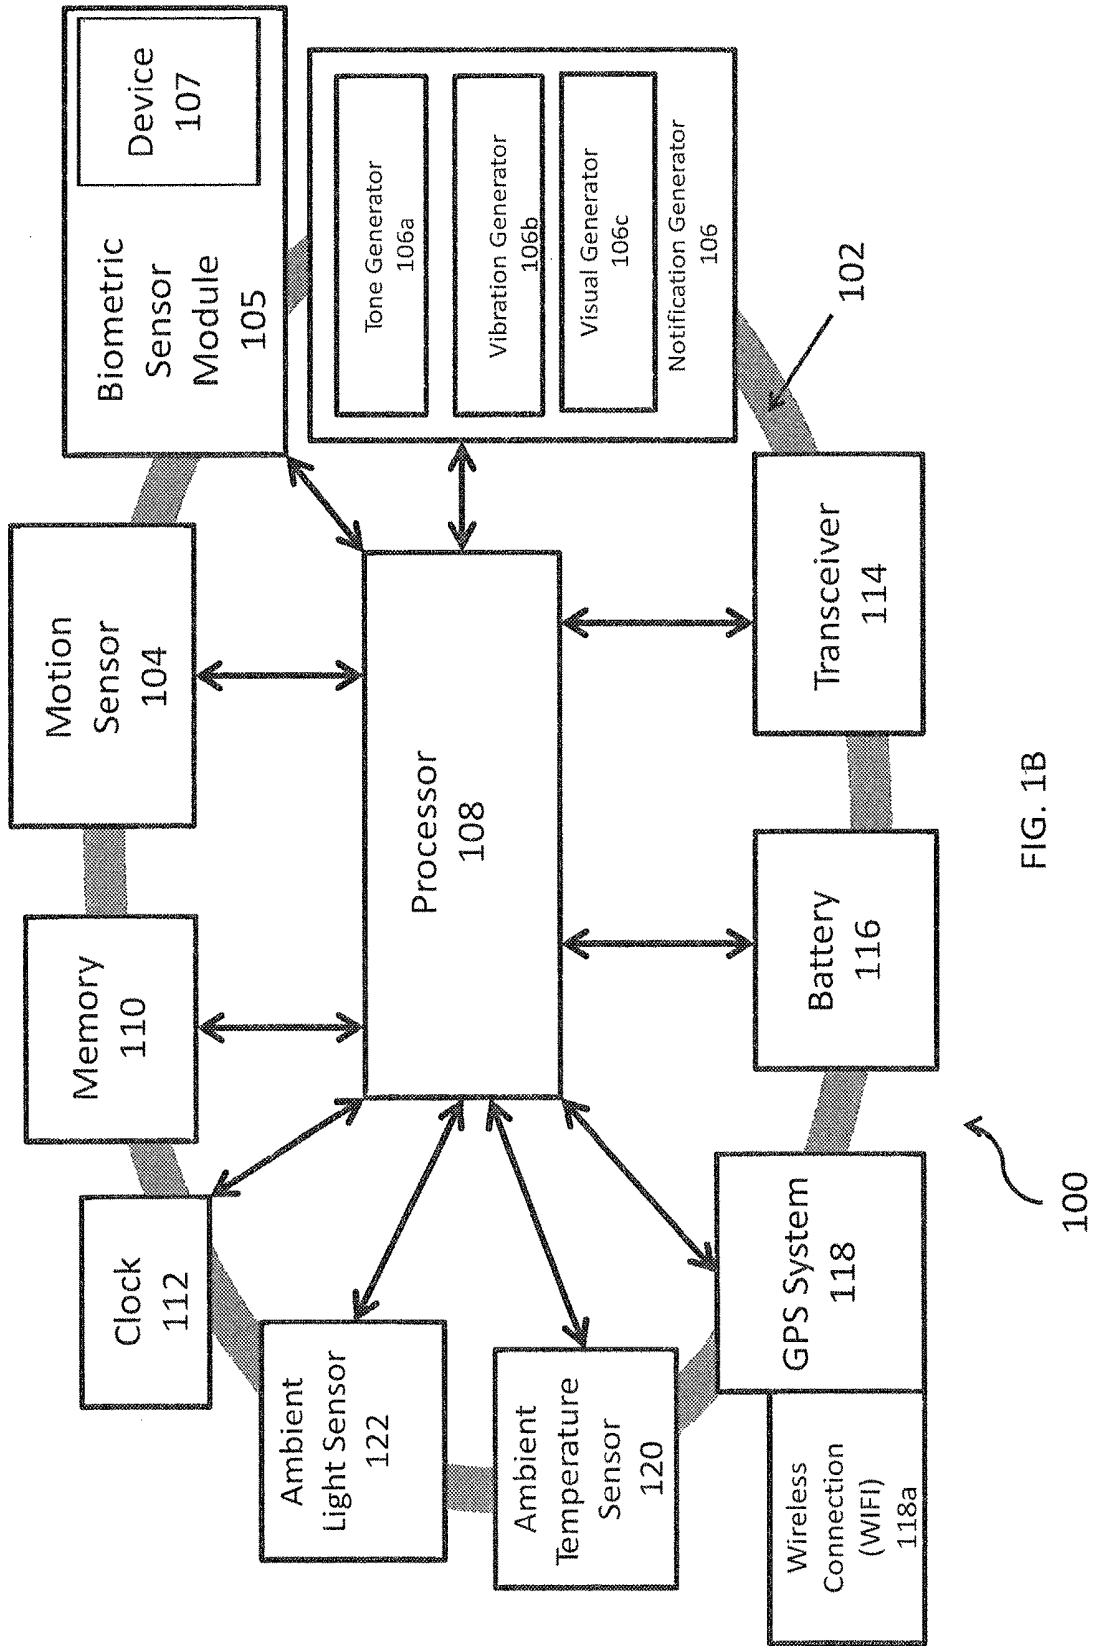 Clock
112
Memory
110
Motion
Sensor
104
Biometric
Sensor
Module
105
Device
107
Ambient
Light Sensor
122
Processor
108
Tone Generator
106a
Vibration Generator
106b
Visual Generator
106c
Notification Generator
106
Ambient
Temperature
Sensor
120
GPS System
118
Wireless
Connection
(WIFI)
118a
Battery
116
Transceiver
114
102
100
FIG. 1B